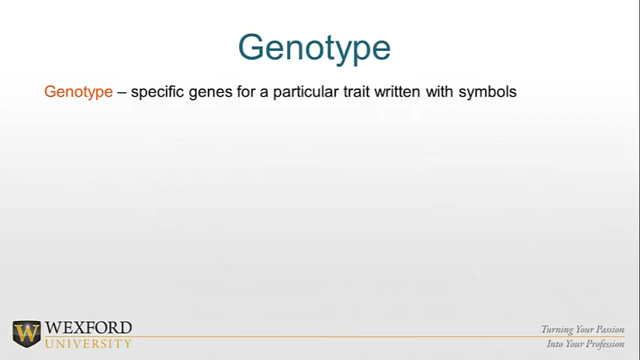 Genotype
Genotype – specific genes for a particular trait written with symbols
W
WEXFORD
UNIVERSITY
Turning Your Passion
Into Your Profession